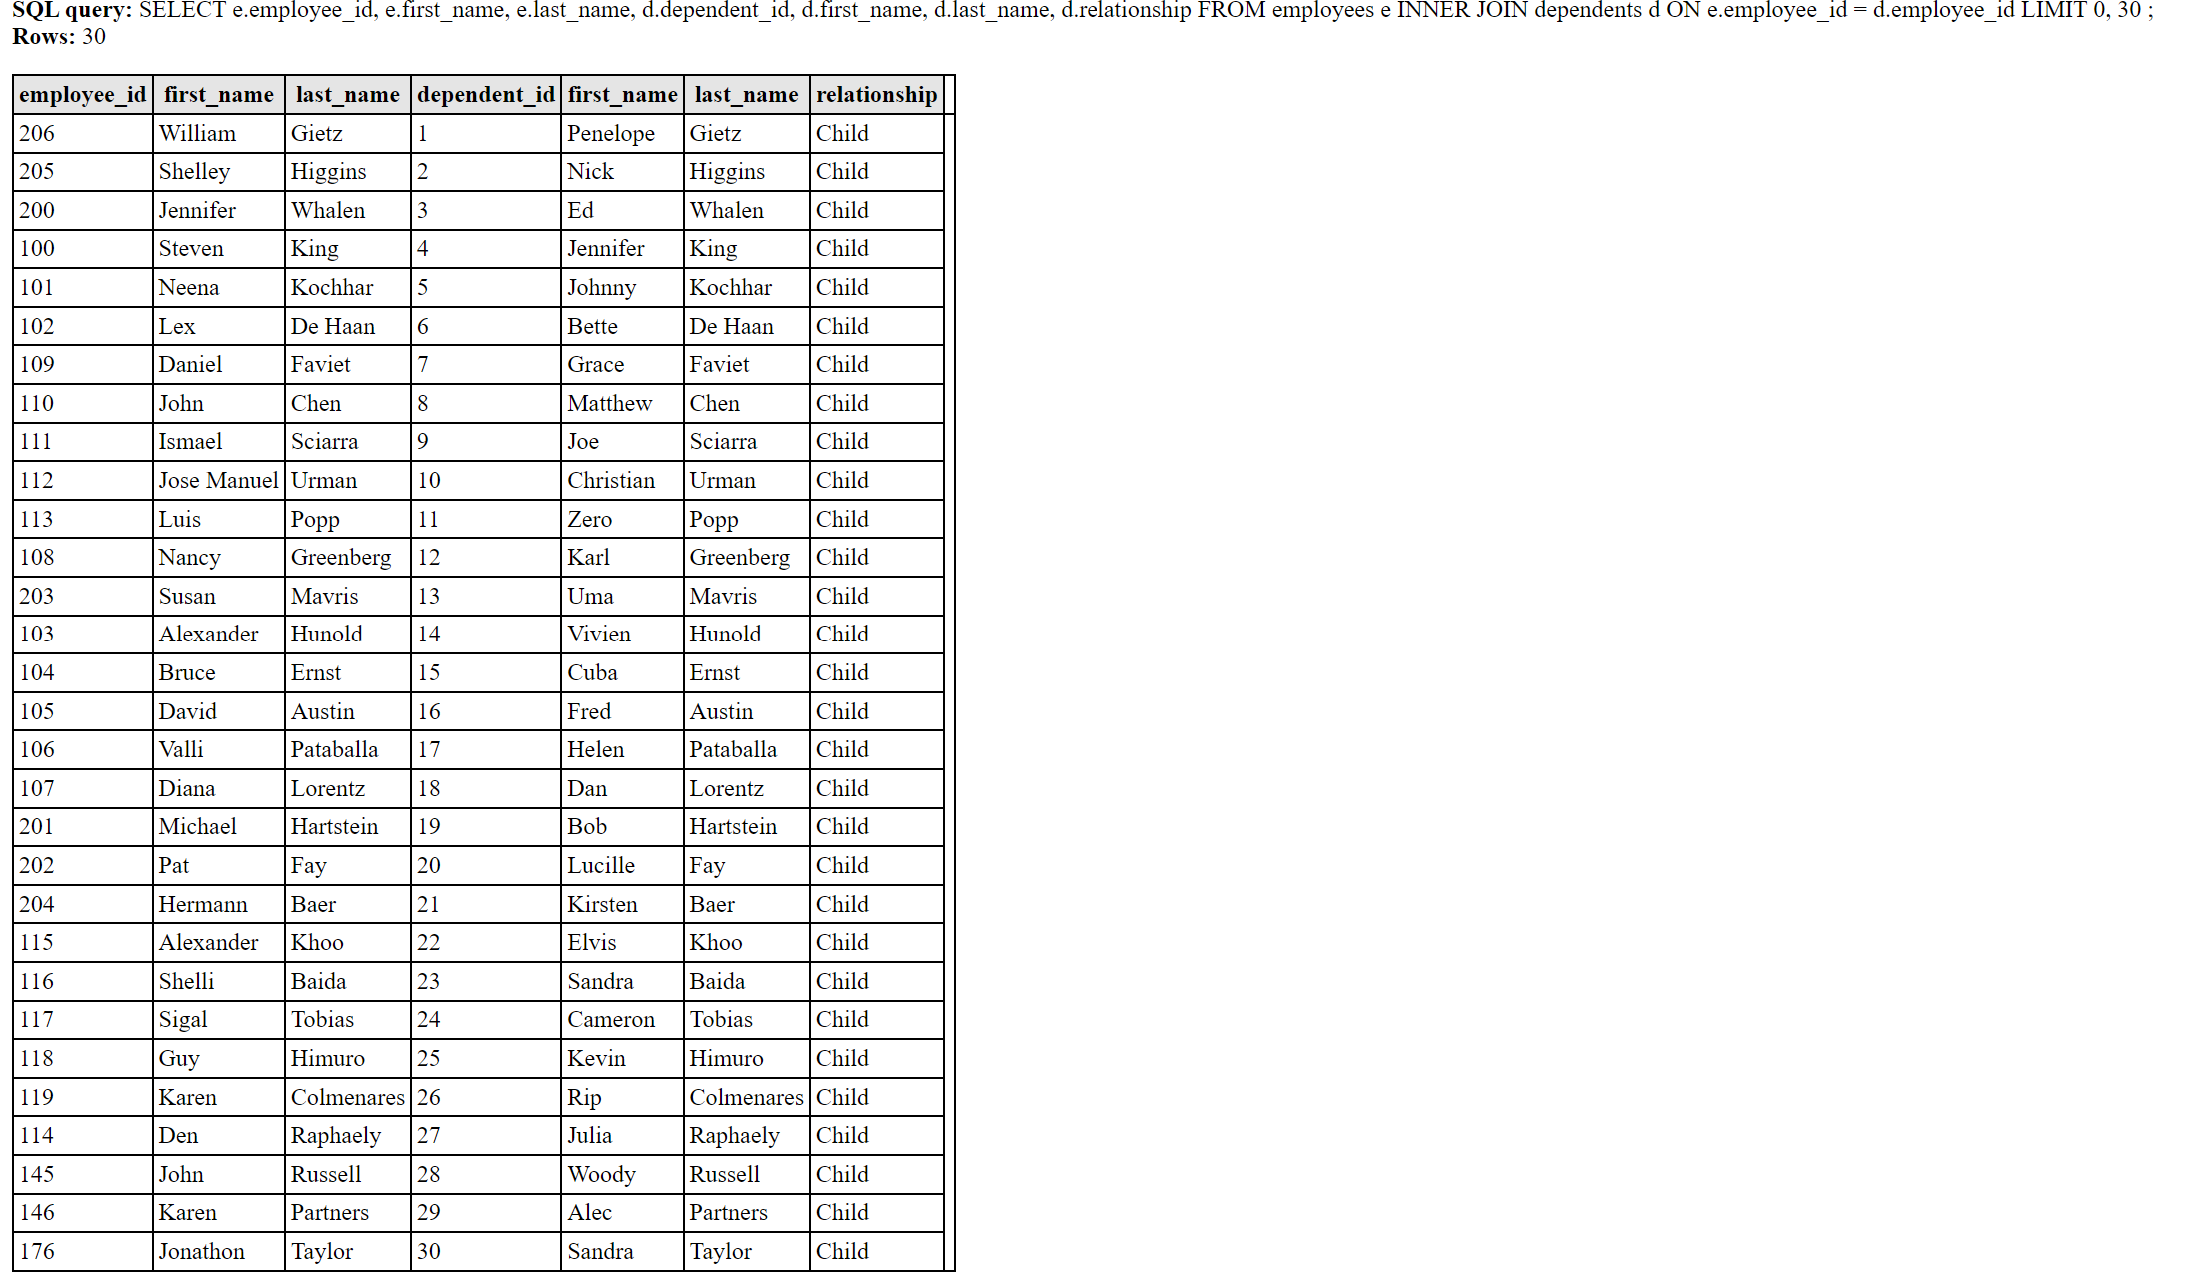 SQL query: SELECT e.employee_id, e.first_name, e.last_name, d.dependent_id, d.first_name, d.last_name, d.relationship FROM employees e INNER JOIN dependents d ON e.employee_id = d.employee_id LIMIT 0, 30 ;
Rows: 30
employee_id first_name last_name dependent_id first_name last_name relationship
206 William Gietz 1 Penelope Gietz Child
205 Shelley Higgins 2 Nick Higgins Child
200 Jennifer Whalen 3 Ed Whalen Child
100 Steven King 4 Jennifer King Child
101 Neena Kochhar 5 Johnny Kochhar Child
102 Lex De Haan 6 Bette De Haan Child
109 Daniel Faviet 7 Grace Faviet Child
110 John Chen 8 Matthew Chen Child
111 Ismael Sciarra 9 Joe Sciarra Child
112 Jose Manuel Urman 10 Christian Urman Child
113 Luis Popp 11 Zero Popp Child
108 Nancy Greenberg 12 Karl Greenberg Child
203 Susan Mavris 13 Uma Mavris Child
103 Alexander Hunold 14 Vivien Hunold Child
104 Bruce Ernst 15 Cuba Ernst Child
105 David Austin 16 Fred Austin Child
106 Valli Pataballa 17 Helen Pataballa Child
107 Diana Lorentz 18 Dan Lorentz Child
201 Michael Hartstein 19 Bob Hartstein Child
202 Pat Fay 20 Lucille Fay Child
204 Hermann Baer 21 Kirsten Baer Child
115 Alexander Khoo 22 Elvis Khoo Child
116 Shelli Baida 23 Sandra Baida Child
117 Sigal Tobias 24 Cameron Tobias Child
118 Guy Himuro 25 Kevin Himuro Child
119 Karen Colmenares 26 Rip Colmenares Child
114 Den Raphaely 27 Julia Raphaely Child
145 John Russell 28 Woody Russell Child
146 Karen Partners 29 Alec Partners Child
176 Jonathon Taylor 30 Sandra Taylor Child